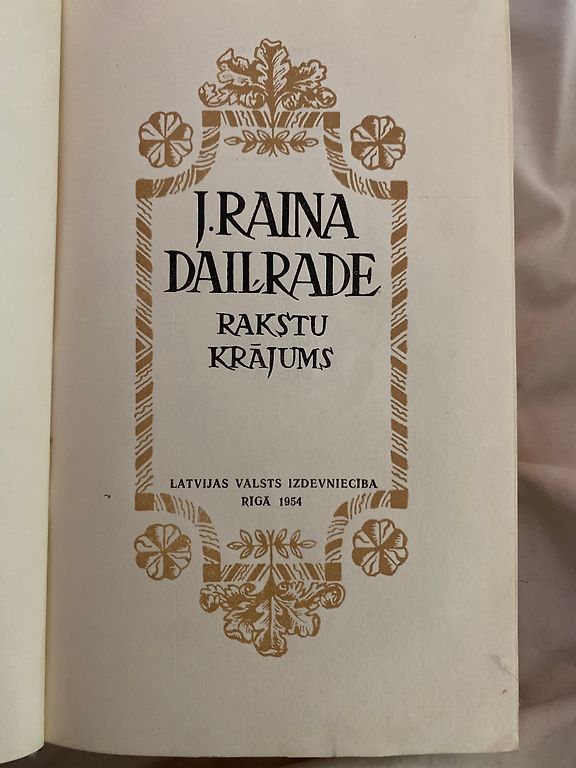 J. RAIŅA
DAIĻRADE
RAKSTU
KRĀJUMS
LATVIJAS VALSTS IZDEVNIECĪBA
RĪGĀ 1954